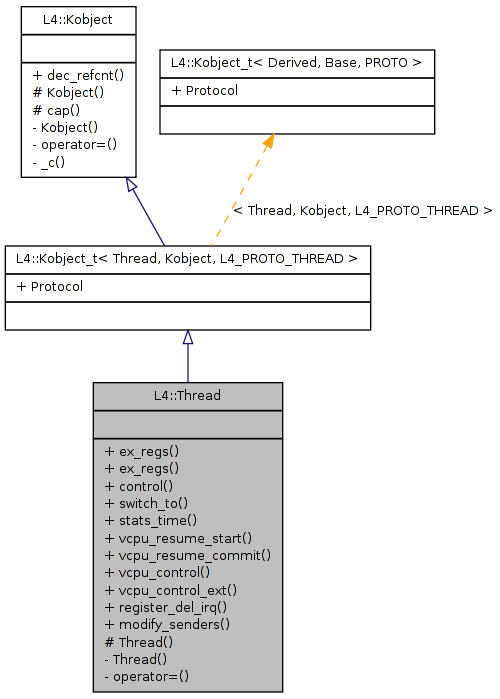 L4::Kobject
+ dec_refcnt()
# Kobject()
# cap()
- Kobject()
- operator=()
- _c()
L4::Kobject_t< Derived, Base, PROTO >
+ Protocol
< Thread, Kobject, L4_PROTO_THREAD >
L4::Kobject_t< Thread, Kobject, L4_PROTO_THREAD >
+ Protocol
L4::Thread
+ ex_regs()
+ ex_regs()
+ control()
+ switch_to()
+ stats_time()
+ vcpu_resume_start()
+ vcpu_resume_commit()
+ vcpu_control()
+ vcpu_control_ext()
+ register_del_irq()
+ modify_senders()
# Thread()
- Thread()
- operator=()